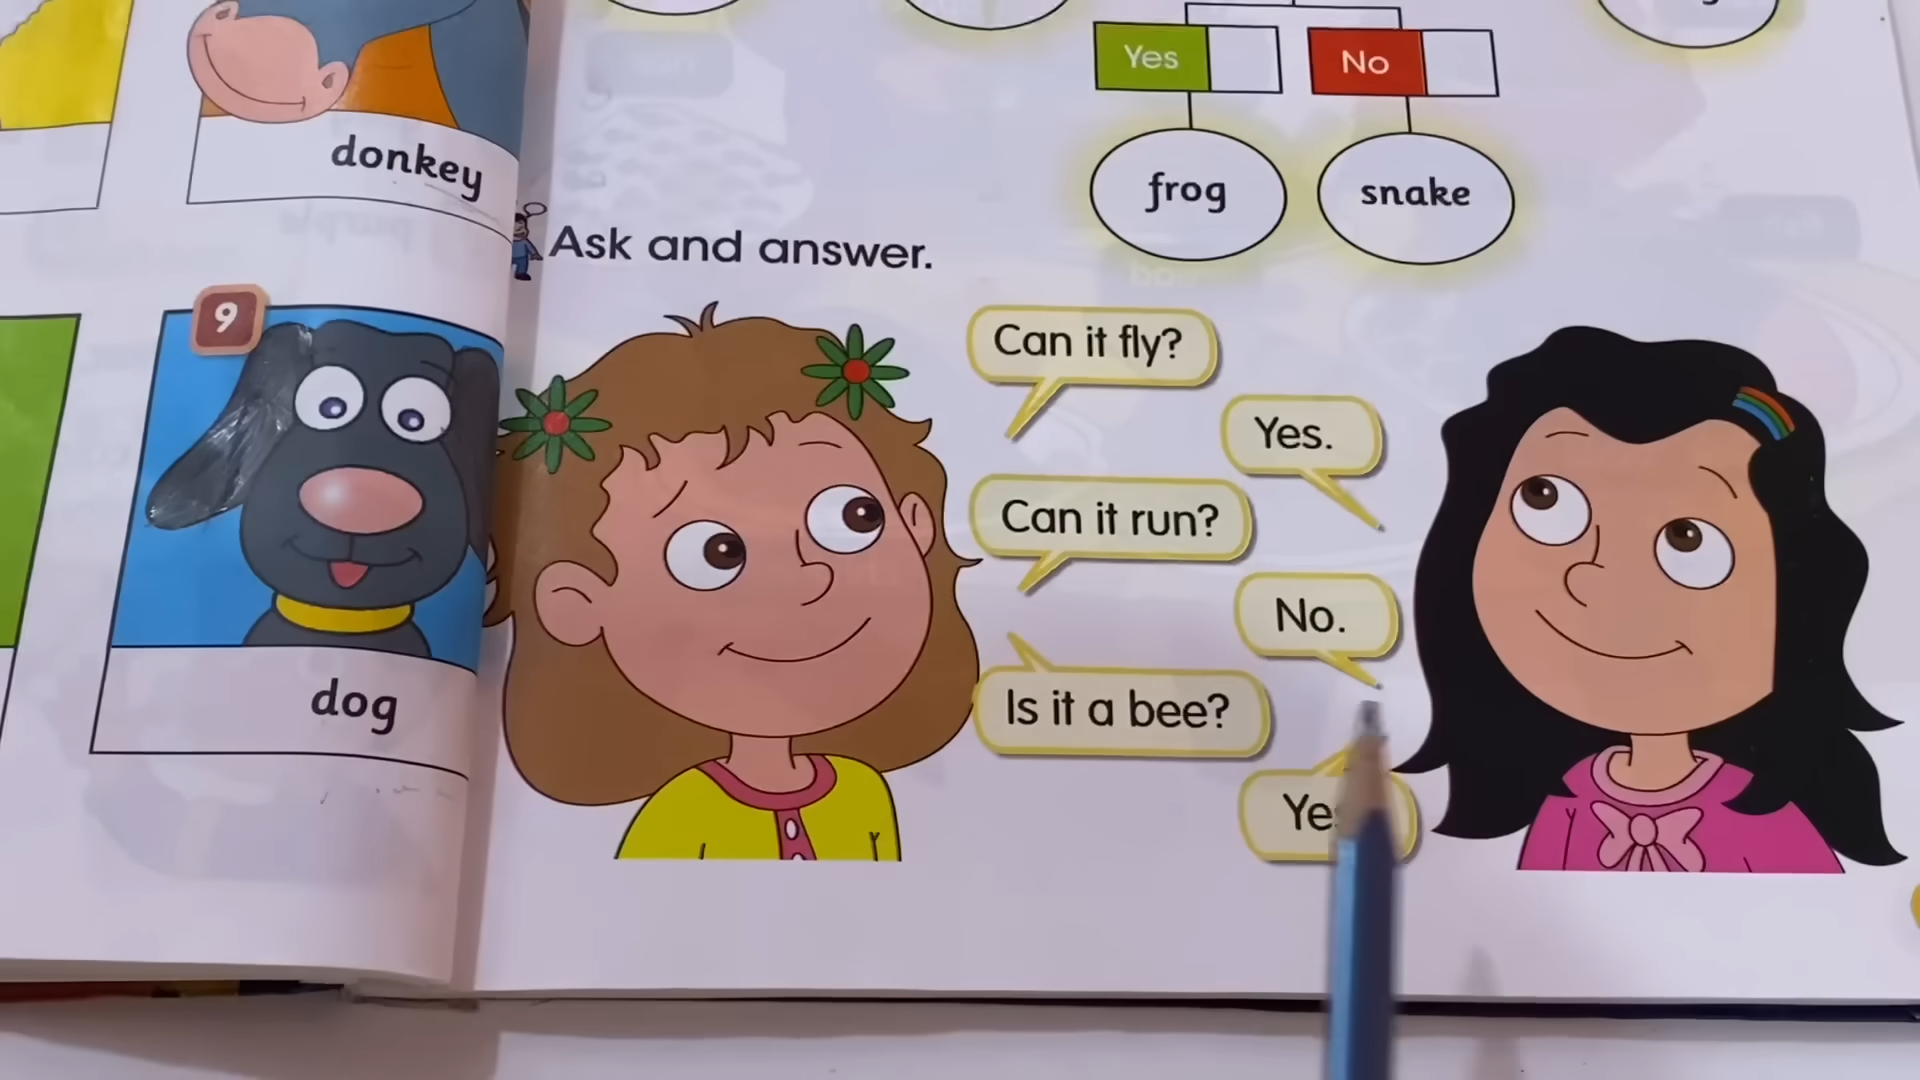 donkey
9
dog
Yes
No
frog
snake
Ask and answer.
Can it fly?
Yes.
Can it run?
No.
Is it a bee?